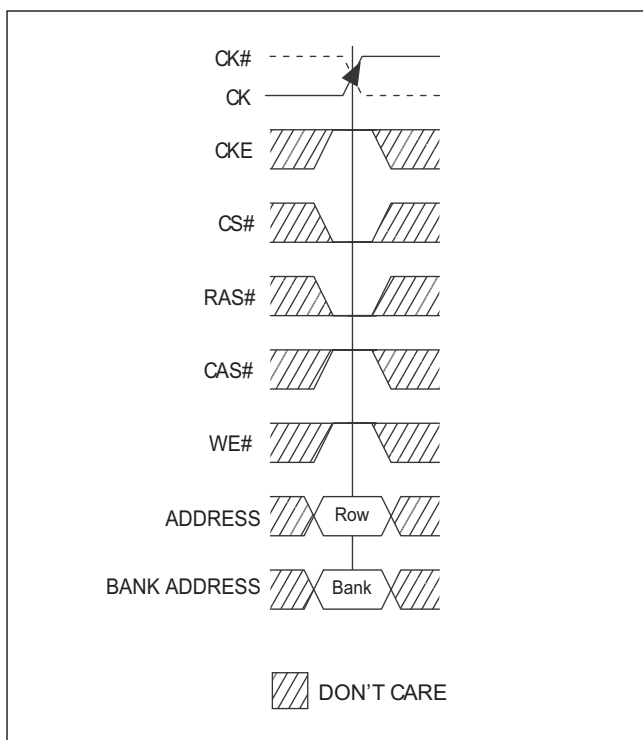 CK#
CK
CKE
CS#
RAS#
CAS#
WE#
ADDRESS Row
BANK ADDRESS Bank
DON'T CARE